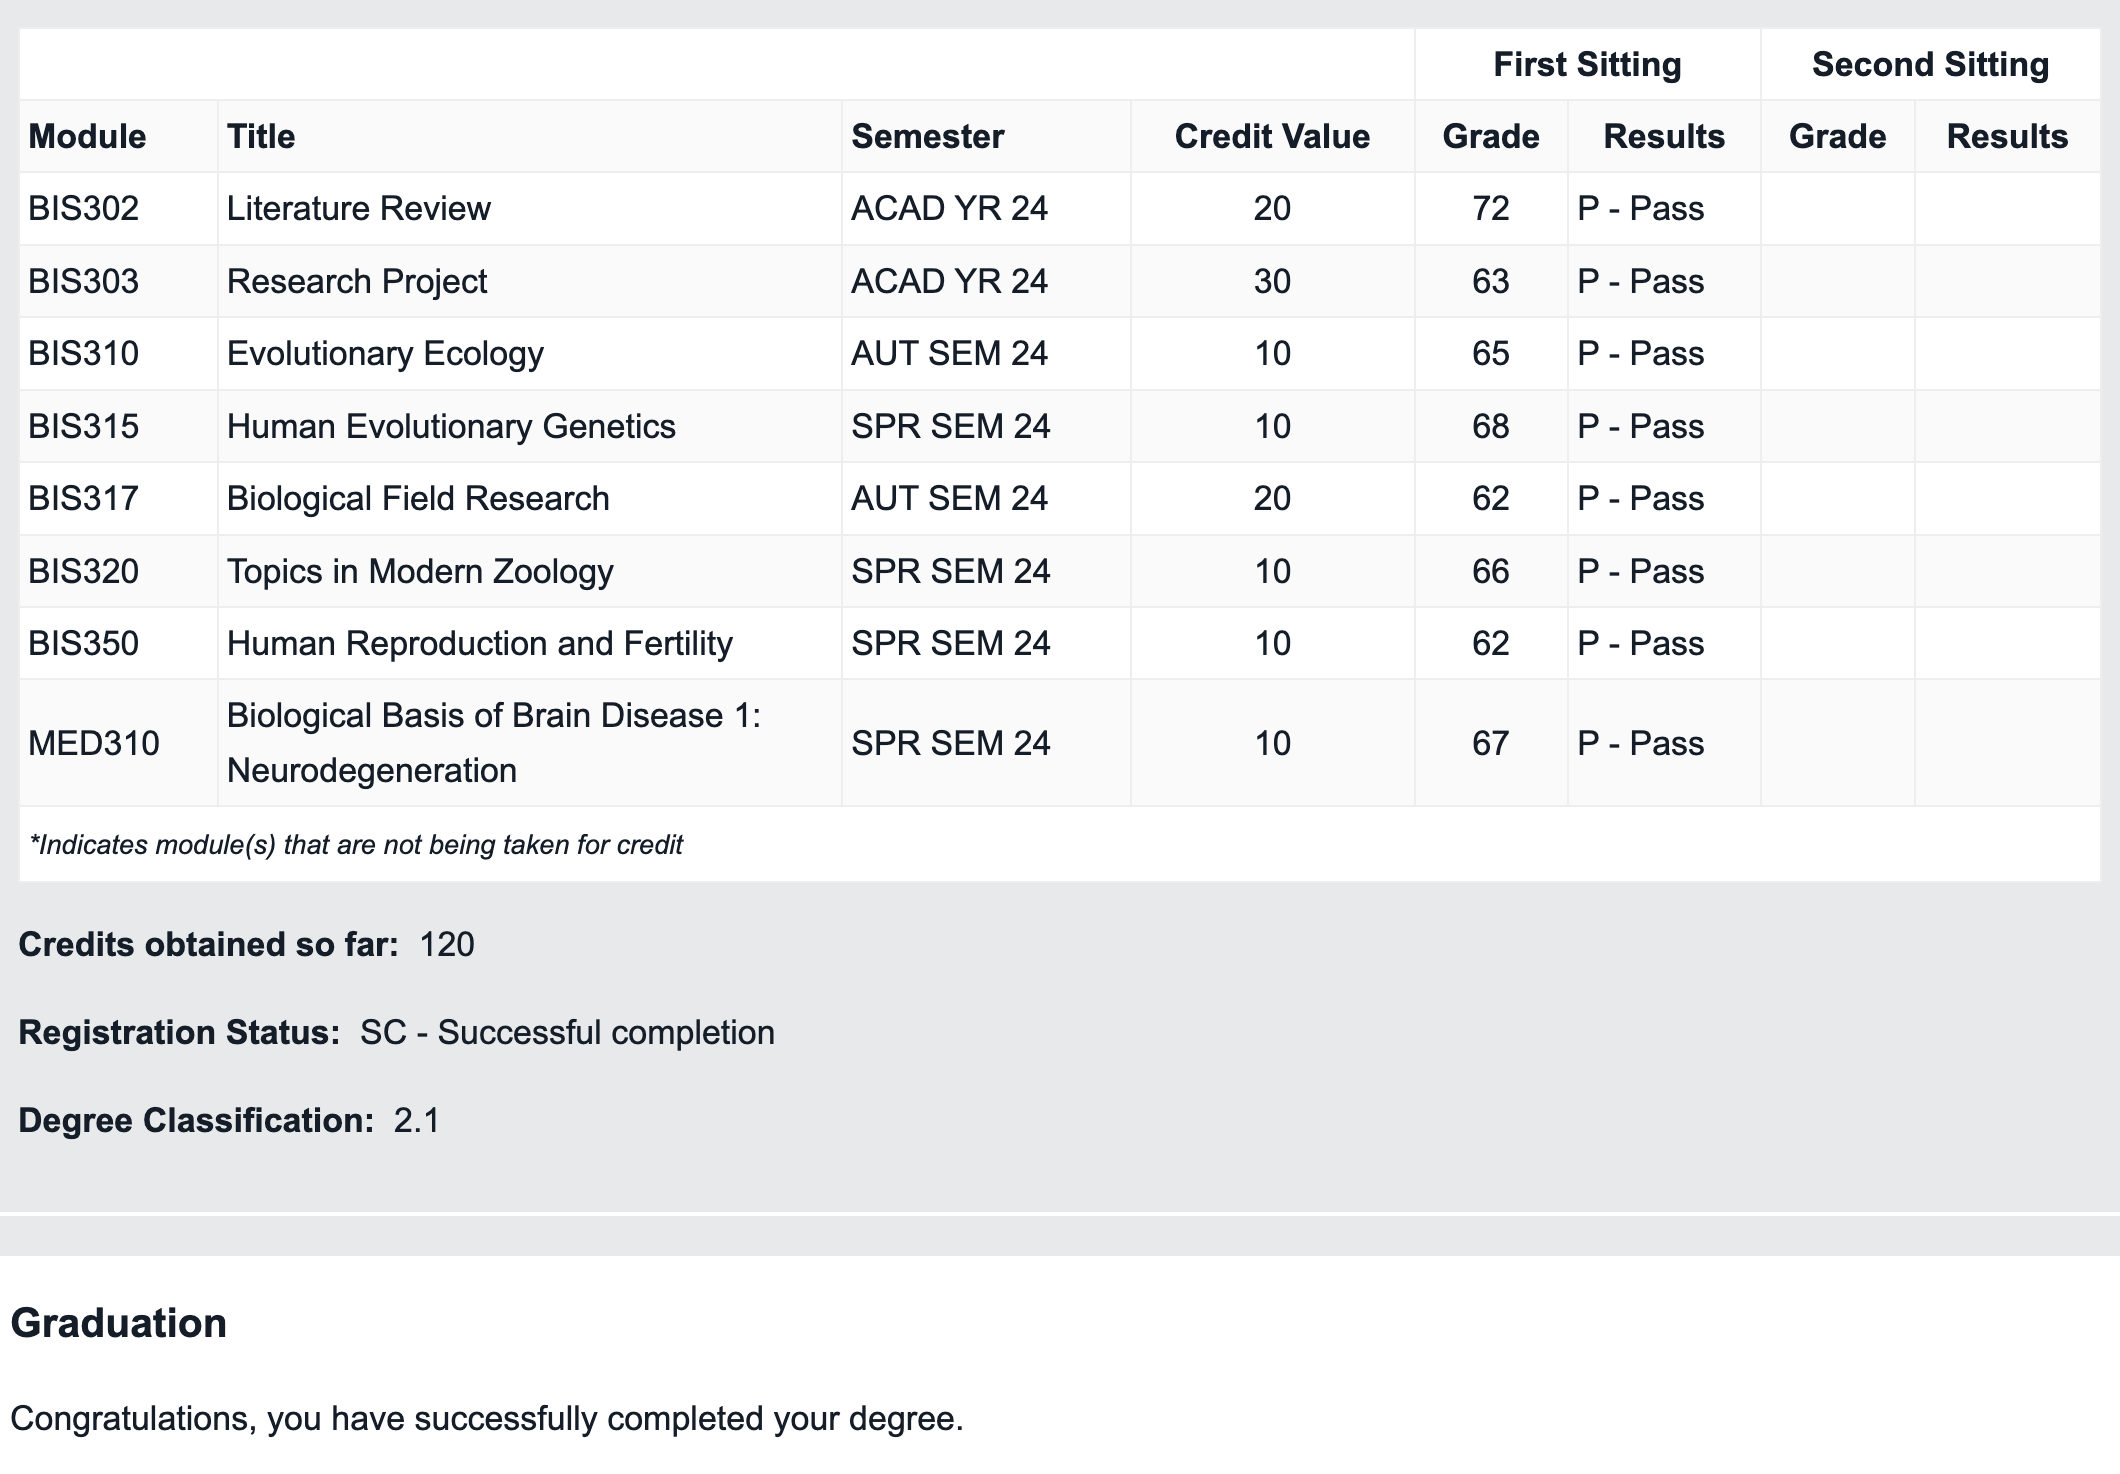 First Sitting Second Sitting
Module Title Semester Credit Value Grade Results Grade Results
BIS302 Literature Review ACAD YR 24 20 72 P - Pass
BIS303 Research Project ACAD YR 24 30 63 P - Pass
BIS310 Evolutionary Ecology AUT SEM 24 10 65 P - Pass
BIS315 Human Evolutionary Genetics SPR SEM 24 10 68 P - Pass
BIS317 Biological Field Research AUT SEM 24 20 62 P - Pass
BIS320 Topics in Modern Zoology SPR SEM 24 10 66 P - Pass
BIS350 Human Reproduction and Fertility SPR SEM 24 10 62 P - Pass
MED310 Biological Basis of Brain Disease 1:
Neurodegeneration SPR SEM 24 10 67 P - Pass
*Indicates module(s) that are not being taken for credit
Credits obtained so far: 120
Registration Status: SC - Successful completion
Degree Classification: 2.1
Graduation
Congratulations, you have successfully completed your degree.